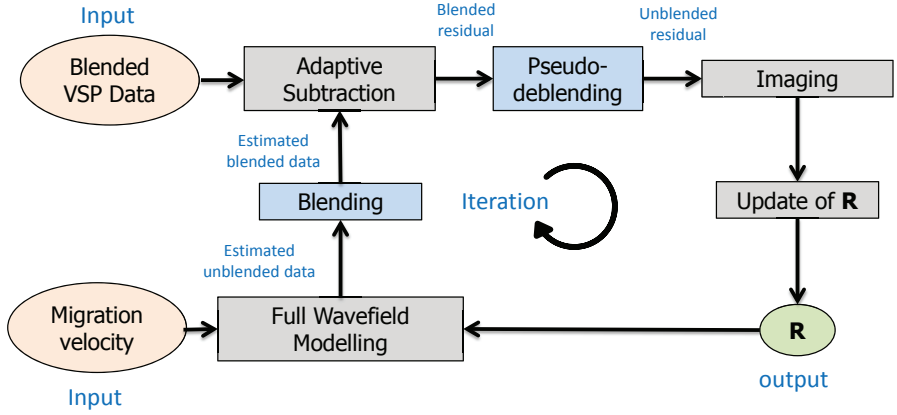 Input
Blended
VSP Data
Adaptive
Subtraction
Blended
residual
Pseudo-
deblending
Unblended
residual
Imaging
Estimated
blended data
Blending
Iteration
Update of R
Estimated
unblended data
Migration
velocity
Full Wavefield
Modelling
R
Input
output